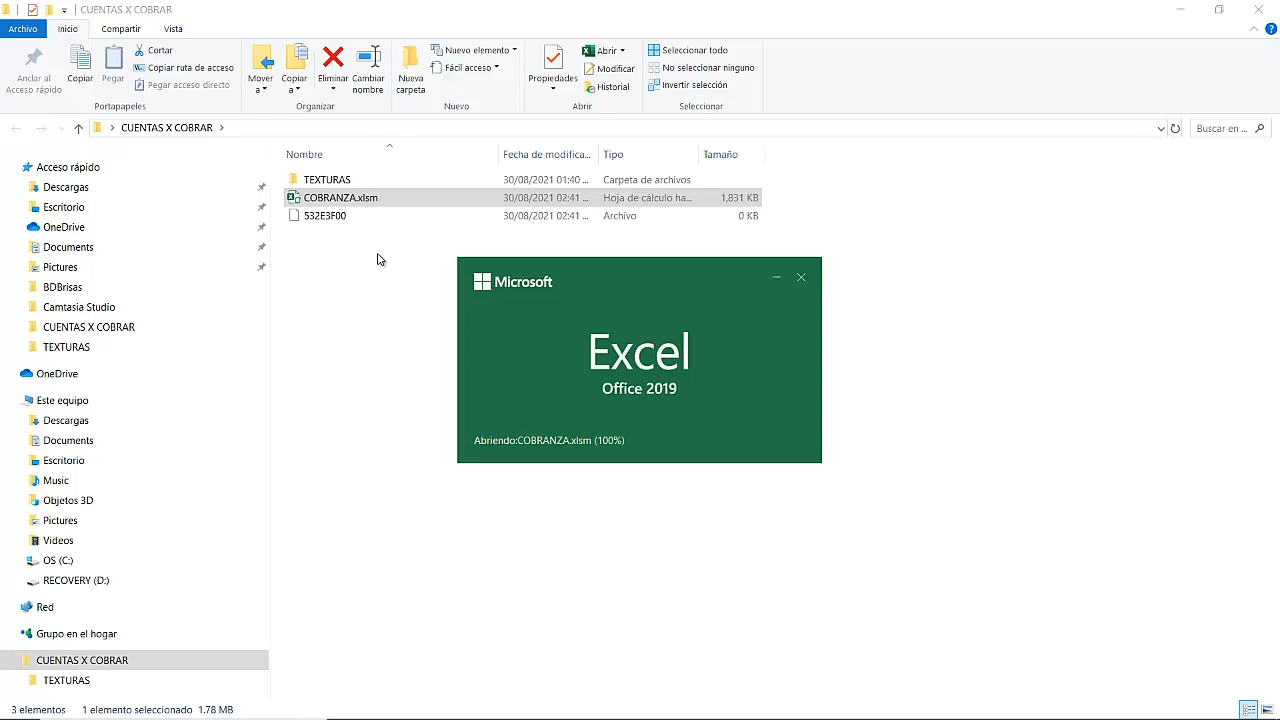 CUENTAS X COBRAR
Archivo Inicio Compartir Vista
Anclar al Acceso rápido
Copiar
Pegar
Cortar
Copiar ruta de acceso
Pegar acceso directo
Portapapeles
Mover a
Copiar a
Eliminar
Cambiar nombre
Organizar
Nueva carpeta
Nuevo elemento
Fácil acceso
Nuevo
Propiedades
Abrir
Modificar
Historial
Abrir
Seleccionar todo
No seleccionar ninguno
Invertir selección
Seleccionar
CUENTAS X COBRAR
Buscar en ...
Acceso rápido
Descargas
Escritorio
OneDrive
Documents
Pictures
BDBrisas
Camtasia Studio
CUENTAS X COBRAR
TEXTURAS
OneDrive
Este equipo
Descargas
Documents
Escritorio
Music
Objetos 3D
Pictures
Videos
OS (C:)
RECOVERY (D:)
Red
Grupo en el hogar
CUENTAS X COBRAR
TEXTURAS
Nombre Fecha de modifica... Tipo Tamaño
TEXTURAS 30/08/2021 01:40 ... Carpeta de archivos
COBRANZA.xlsm 30/08/2021 02:41 ... Hoja de cálculo ha... 1,831 KB
532E3F00 30/08/2021 02:41 ... Archivo 0 KB
Microsoft
Excel
Office 2019
Abriendo:COBRANZA.xlsm (100%)
3 elementos 1 elemento seleccionado 1.78 MB